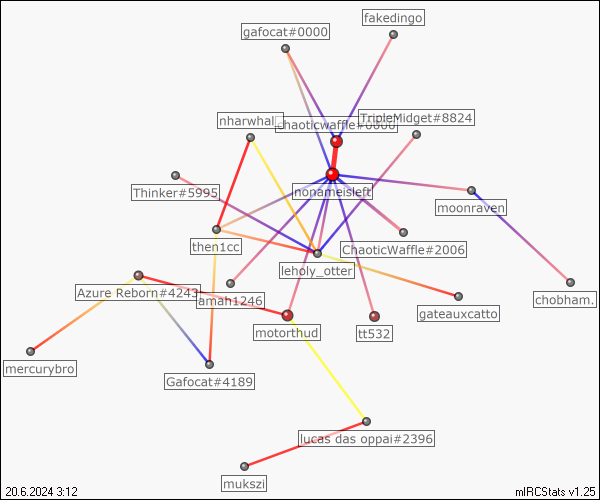 fakedingo
gafocat#0000
TripleMidget#8824
nharwhal_
chaoticwaffle#0000
Thinker#5995
nonameisleft
moonraven
then1cc
ChaoticWaffle#2006
leholy_otter
Azure Reborn#4243
amah1246
chobham.
gateauxcatto
motorthud
tt532
mercurybro
Gafocat#4189
lucas das oppai#2396
mukszi
20.6.2024 3:12
mIRCStats v1.25